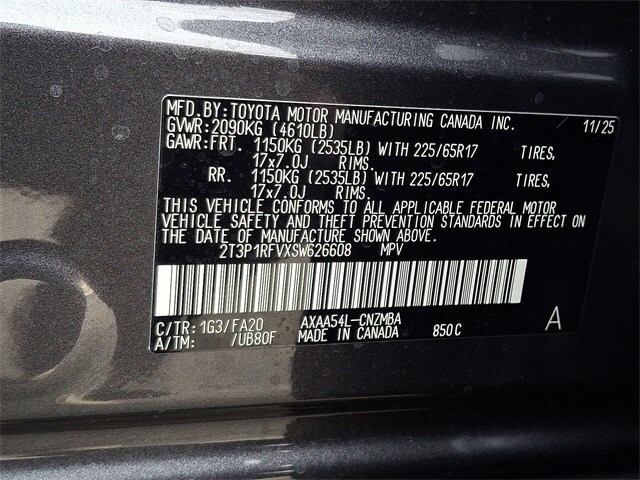 MFD.BY:TOYOTA MOTOR MANUFACTURING CANADA INC. 11/25
GVWR:2090KG (4610LB)
GAWR:FRT. 1150KG (2535LB) WITH 225/65R17 TIRES,
17x7.0J RIMS.
RR. 1150KG (2535LB) WITH 225/65R17 TIRES,
17x7.0J RIMS.
THIS VEHICLE CONFORMS TO ALL APPLICABLE FEDERAL MOTOR
VEHICLE SAFETY AND THEFT PREVENTION STANDARDS IN EFFECT ON
THE DATE OF MANUFACTURE SHOWN ABOVE.
2T3P1RFVXSW626608 MPV
C/TR: 1G3/FA20 AXAA54L-CNZMBA A
A/TM: /UB80F MADE IN CANADA 850C